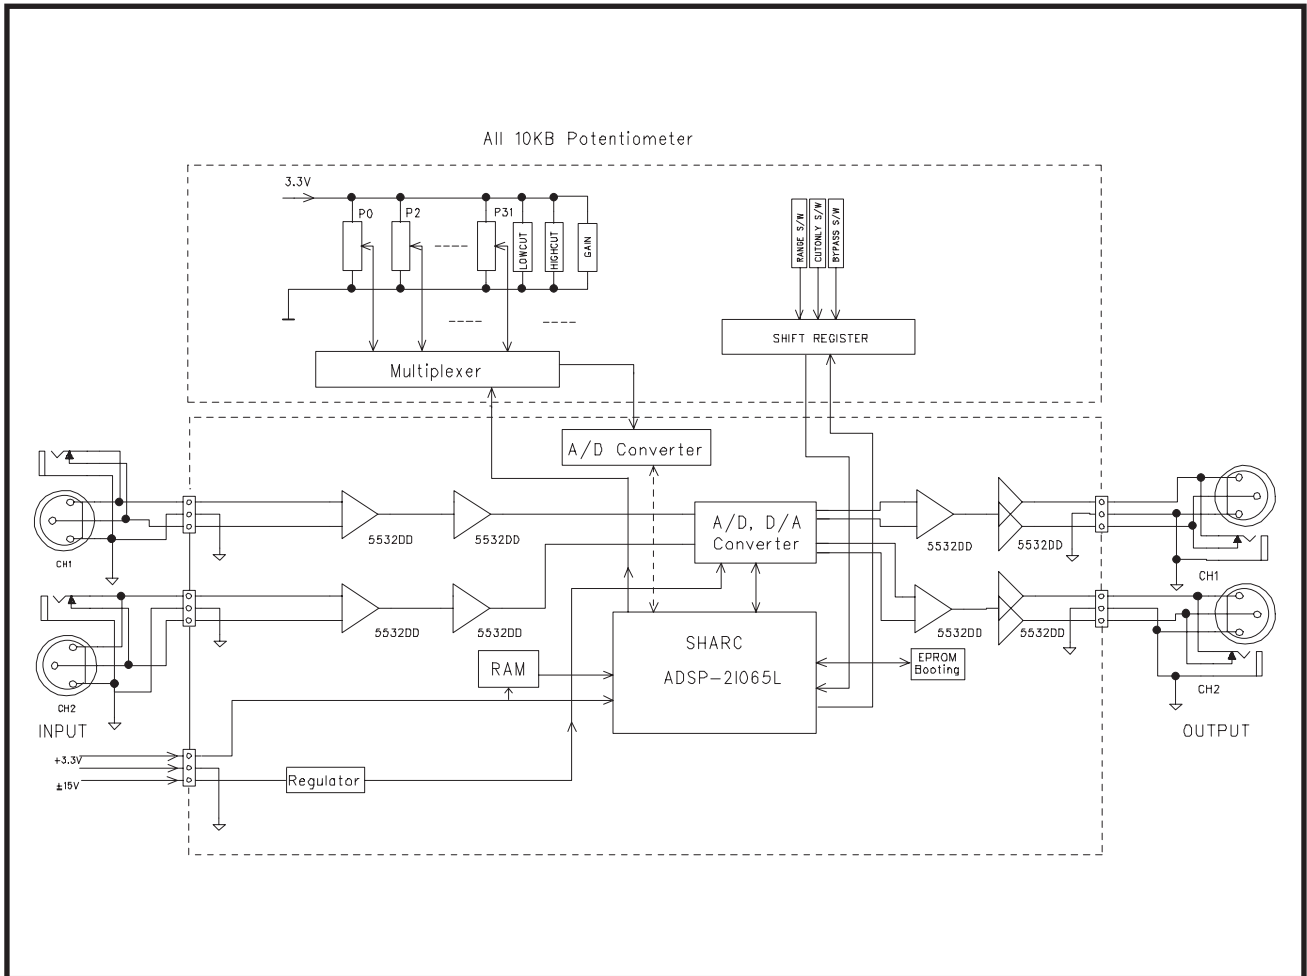 All 10KB Potentiometer
3.3V
P0
P2
P31
LOWCUT
HIGHCUT
GAIN
RANGE S/W
CUTONLY S/W
BYPASS S/W
SHIFT REGISTER
Multiplexer
A/D Converter
A/D, D/A
Converter
5532DD
5532DD
5532DD
5532DD
CH1
CH1
5532DD
5532DD
5532DD
5532DD
SHARC
ADSP-21065L
RAM
EPROM
Booting
CH2
CH2
INPUT
OUTPUT
+3.3V
±15V
Regulator